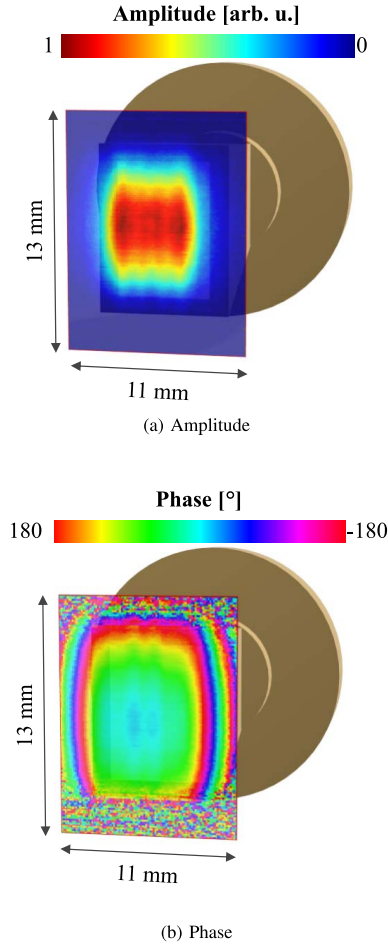 Amplitude [arb. u.]
1 0
13 mm
11 mm
(a) Amplitude
Phase [°]
180 -180
13 mm
11 mm
(b) Phase